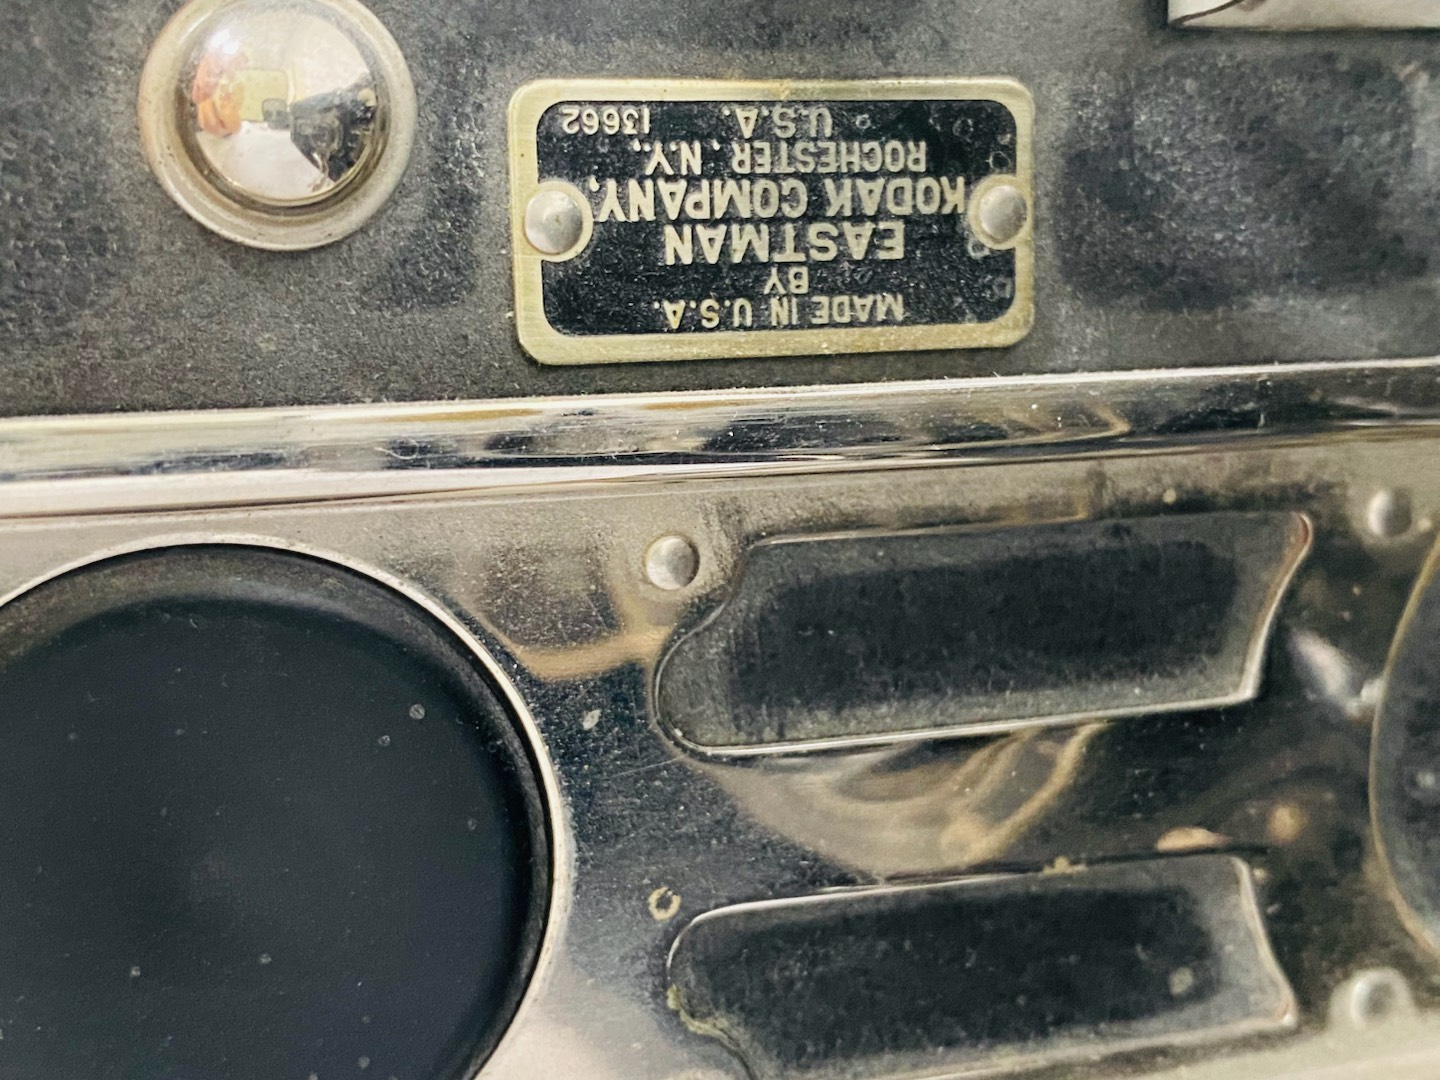 MADE IN U.S.A.
BY
EASTMAN
KODAK COMPANY,
ROCHESTER, N.Y.,
U.S.A. 13662